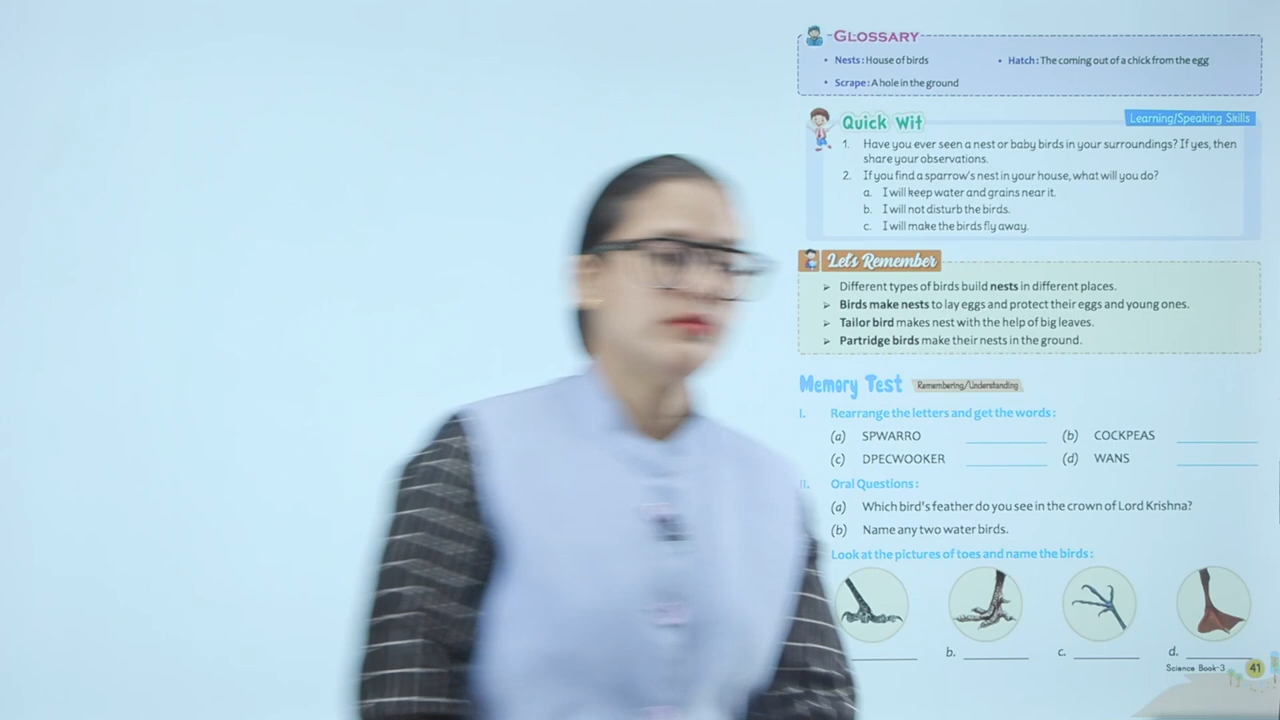 GLOSSARY
• Nests : House of birds • Hatch : The coming out of a chick from the egg
• Scrape : A hole in the ground
Quick Wit Learning/Speaking Skills
1. Have you ever seen a nest or baby birds in your surroundings? If yes, then
share your observations.
2. If you find a sparrow's nest in your house, what will you do?
a. I will keep water and grains near it.
b. I will not disturb the birds.
c. I will make the birds fly away.
Let's Remember
➢ Different types of birds build nests in different places.
➢ Birds make nests to lay eggs and protect their eggs and young ones.
➢ Tailor bird makes nest with the help of big leaves.
➢ Partridge birds make their nests in the ground.
Memory Test Remembering/Understanding
I. Rearrange the letters and get the words :
(a) SPWARRO (b) COCKPEAS
(c) DPECWOOKER (d) WANS
II. Oral Questions :
(a) Which bird's feather do you see in the crown of Lord Krishna?
(b) Name any two water birds.
Look at the pictures of toes and name the birds :
b. c. d.
Science Book-3 41